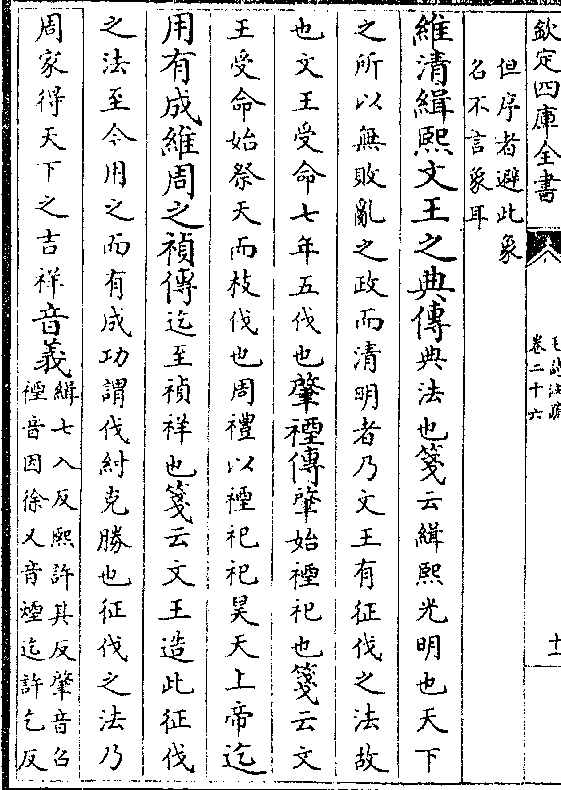 欽定四庫全書
毛詩注疏
卷二十六
十一
但序者避此象
名不言象耳
維清緝熙文王之典傳典法也箋云緝熙光明也天下
之所以無敗亂之政而清明者乃文王有征伐之法故
也文王受命七年五伐也肇禋傳肇始禋祀也箋云文
王受命始祭天而枝伐也周禮以禋祀祀昊天上帝迄
用有成維周之禎傳迄至禎祥也箋云文王造此征伐
之法至今用之而有成功謂伐紂克勝也征伐之法乃
周家得天下之吉祥音義緝七入反熙許其反肇音召
禋音因徐又音煙迄許乞反